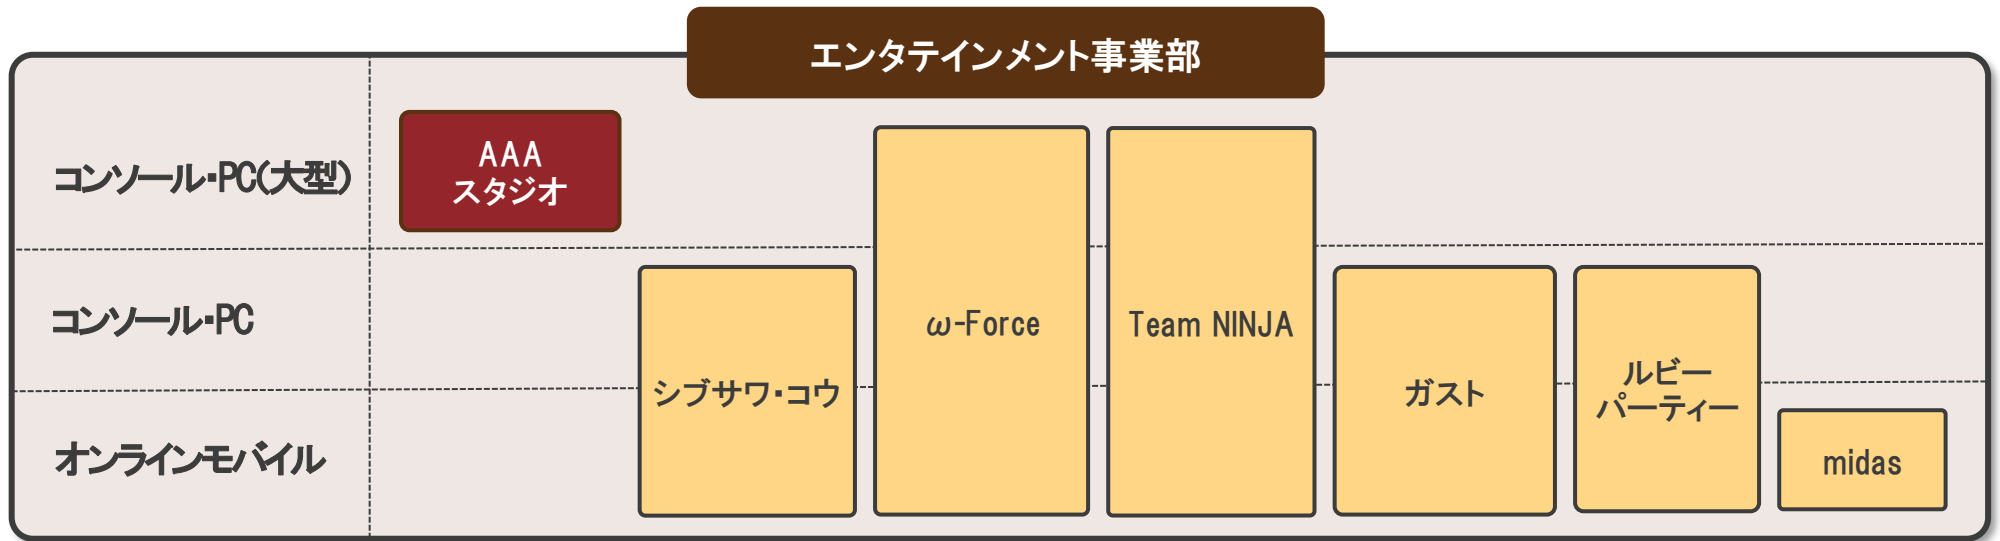 エンタテインメント事業部
コンソール・PC(大型)
AAA
スタジオ
コンソール・PC
オンラインモバイル
シブサワ・コウ
ω-Force
Team NINJA
ガスト
ルビー
パーティー
midas